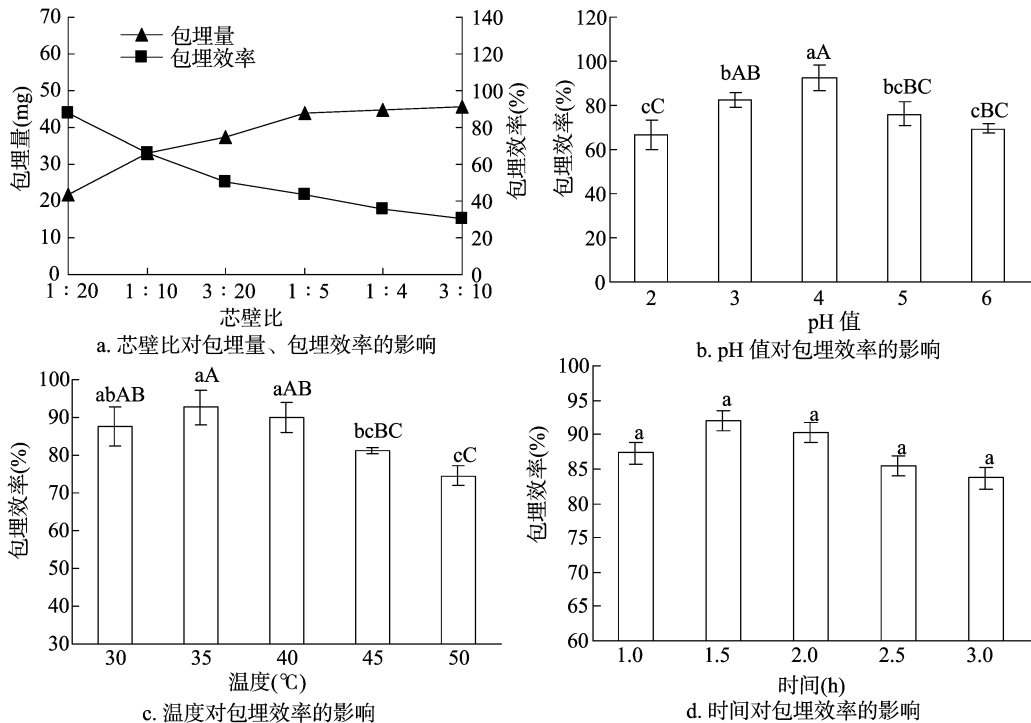 70
60
50
40
30
20
10
0
包埋量(mg)
包埋量
包埋效率
140
120
100
80
60
40
20
0
包埋效率(%)
1∶20 1∶10 3∶20 1∶5 1∶4 3∶10
芯壁比
a. 芯壁比对包埋量、包埋效率的影响
120
100
80
60
40
20
0
包埋效率(%)
cC bAB aA bcBC cBC
2 3 4 5 6
pH 值
b. pH 值对包埋效率的影响
100
90
80
70
60
50
40
30
包埋效率(%)
abAB aA aAB bcBC cC
30 35 40 45 50
温度(℃)
c. 温度对包埋效率的影响
100
95
90
85
80
75
70
65
60
包埋效率(%)
a a a a a
1.0 1.5 2.0 2.5 3.0
时间(h)
d. 时间对包埋效率的影响